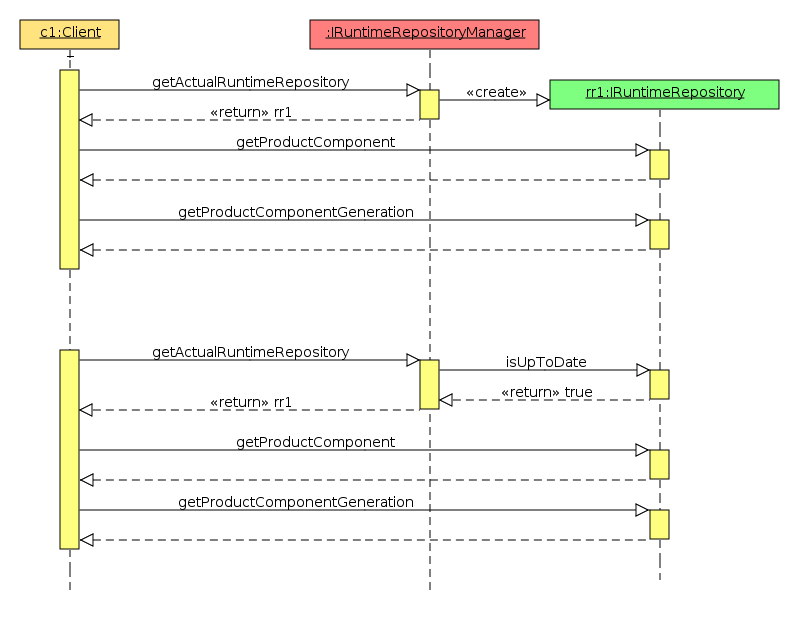 c1:Client
:IRuntimeRepositoryManager
getActualRuntimeRepository
«create»
rr1:IRuntimeRepository
«return» rr1
getProductComponent
getProductComponentGeneration
getActualRuntimeRepository
isUpToDate
«return» true
«return» rr1
getProductComponent
getProductComponentGeneration